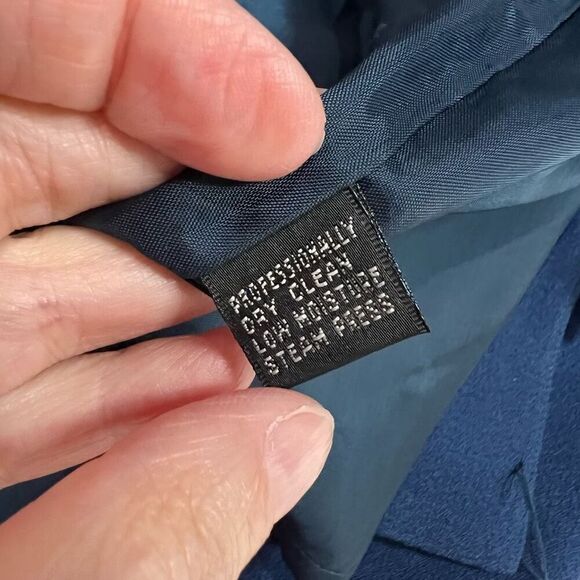 PROFESSIONALLY
DRY CLEAN
LOW MOISTURE
STEAM PRESS